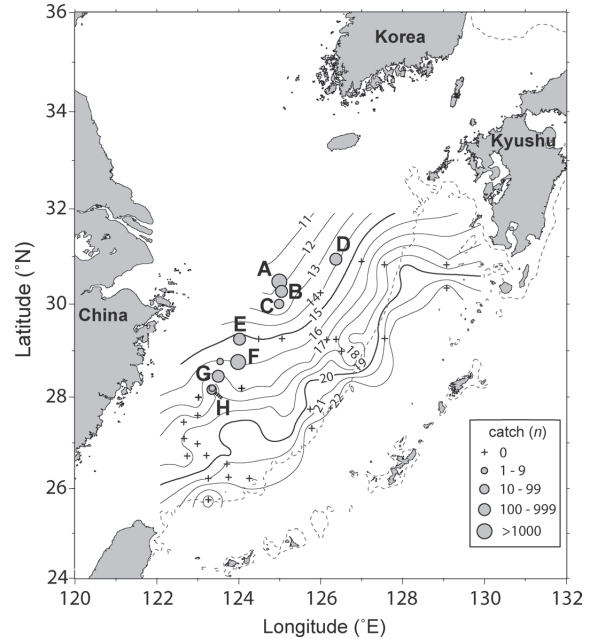 36
34
32
30
28
26
24
Latitude (°N)
120
122
124
126
128
130
132
Longitude (°E)
Korea
Kyushu
China
A
B
C
D
E
F
G
H
11
12
13
14
15
16
17
18
19
20
21
22
catch (n)
+ 0
1 - 9
10 - 99
100 - 999
>1000